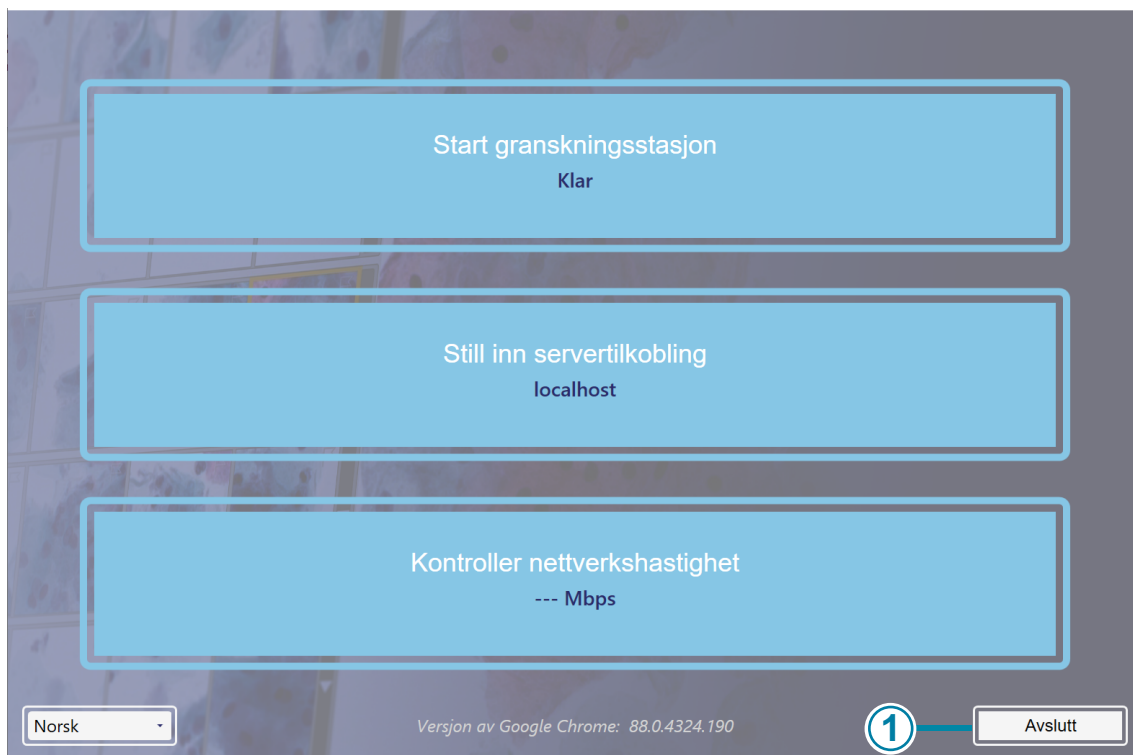 Start granskningsstasjon
Klar
Still inn servertilkobling
localhost
Kontroller nettverkshastighet
--- Mbps
Norsk
Versjon av Google Chrome: 88.0.4324.190
1
Avslutt